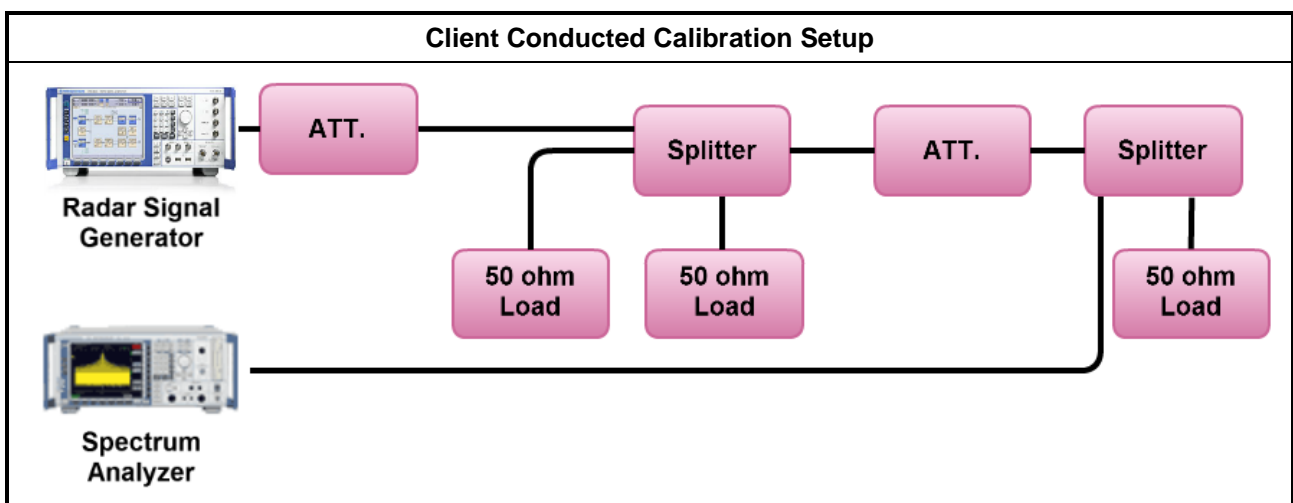 Client Conducted Calibration Setup
ATT.
Splitter
ATT.
Splitter
Radar Signal
Generator
50 ohm
Load
50 ohm
Load
50 ohm
Load
Spectrum
Analyzer